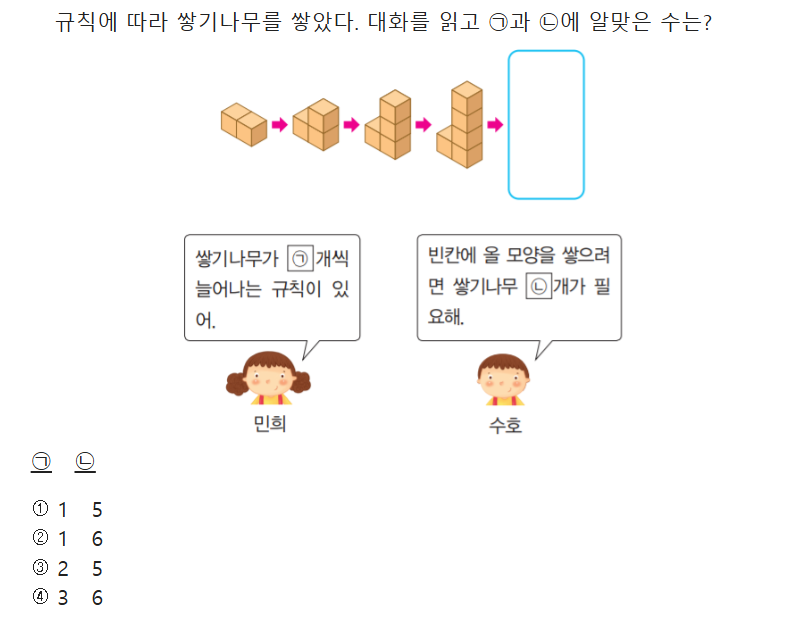 규칙에 따라 쌓기나무를 쌓았다. 대화를 읽고 ㉠과 ㉡에 알맞은 수는?
쌓기나무가 ㉠개씩
늘어나는 규칙이 있
어.
민희
빈칸에 올 모양을 쌓으려
면 쌓기나무 ㉡개가 필
요해.
수호
㉠ ㉡
① 1 5
② 1 6
③ 2 5
④ 3 6